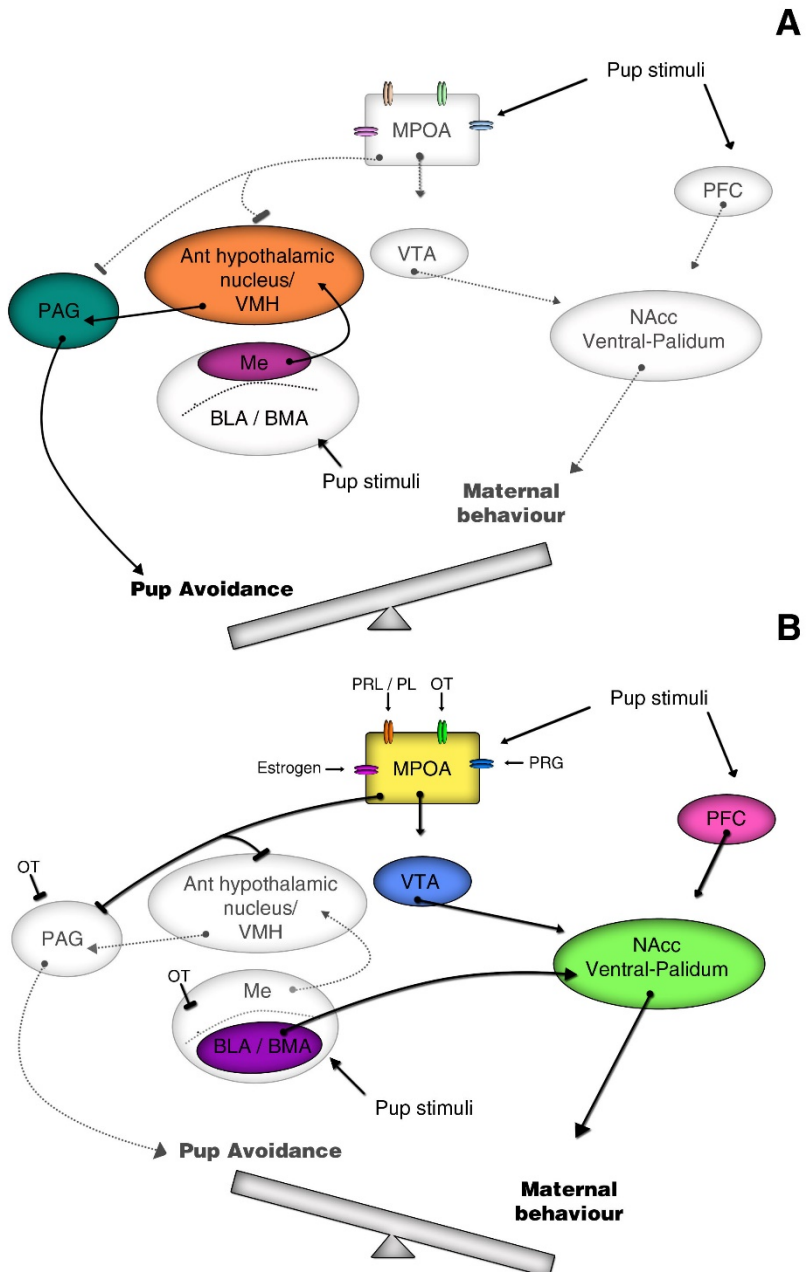 A
Pup stimuli
MPOA
PFC
VTA
Ant hypothalamic
nucleus/
VMH
PAG
NAcc
Ventral-Palidum
Me
BLA / BMA
Pup stimuli
Maternal
behaviour
Pup Avoidance
B
PRL / PL
OT
Pup stimuli
Estrogen
MPOA
PRG
PFC
OT
VTA
Ant hypothalamic
nucleus/
VMH
PAG
NAcc
Ventral-Palidum
OT
Me
BLA / BMA
Pup stimuli
Pup Avoidance
Maternal
behaviour